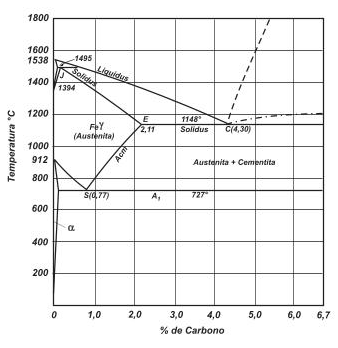 1800
1600
1538
1495
Liquidus
Solidus
J
1394
1400
1200
Feγ
(Austenita)
E
2,11
1148°
Solidus
C(4,30)
1000
912
Acm
Austenita + Cementita
800
S(0,77)
A1
727°
600
α
400
200
0
1,0
2,0
3,0
4,0
5,0
6,0
6,7
Temperatura °C
% de Carbono